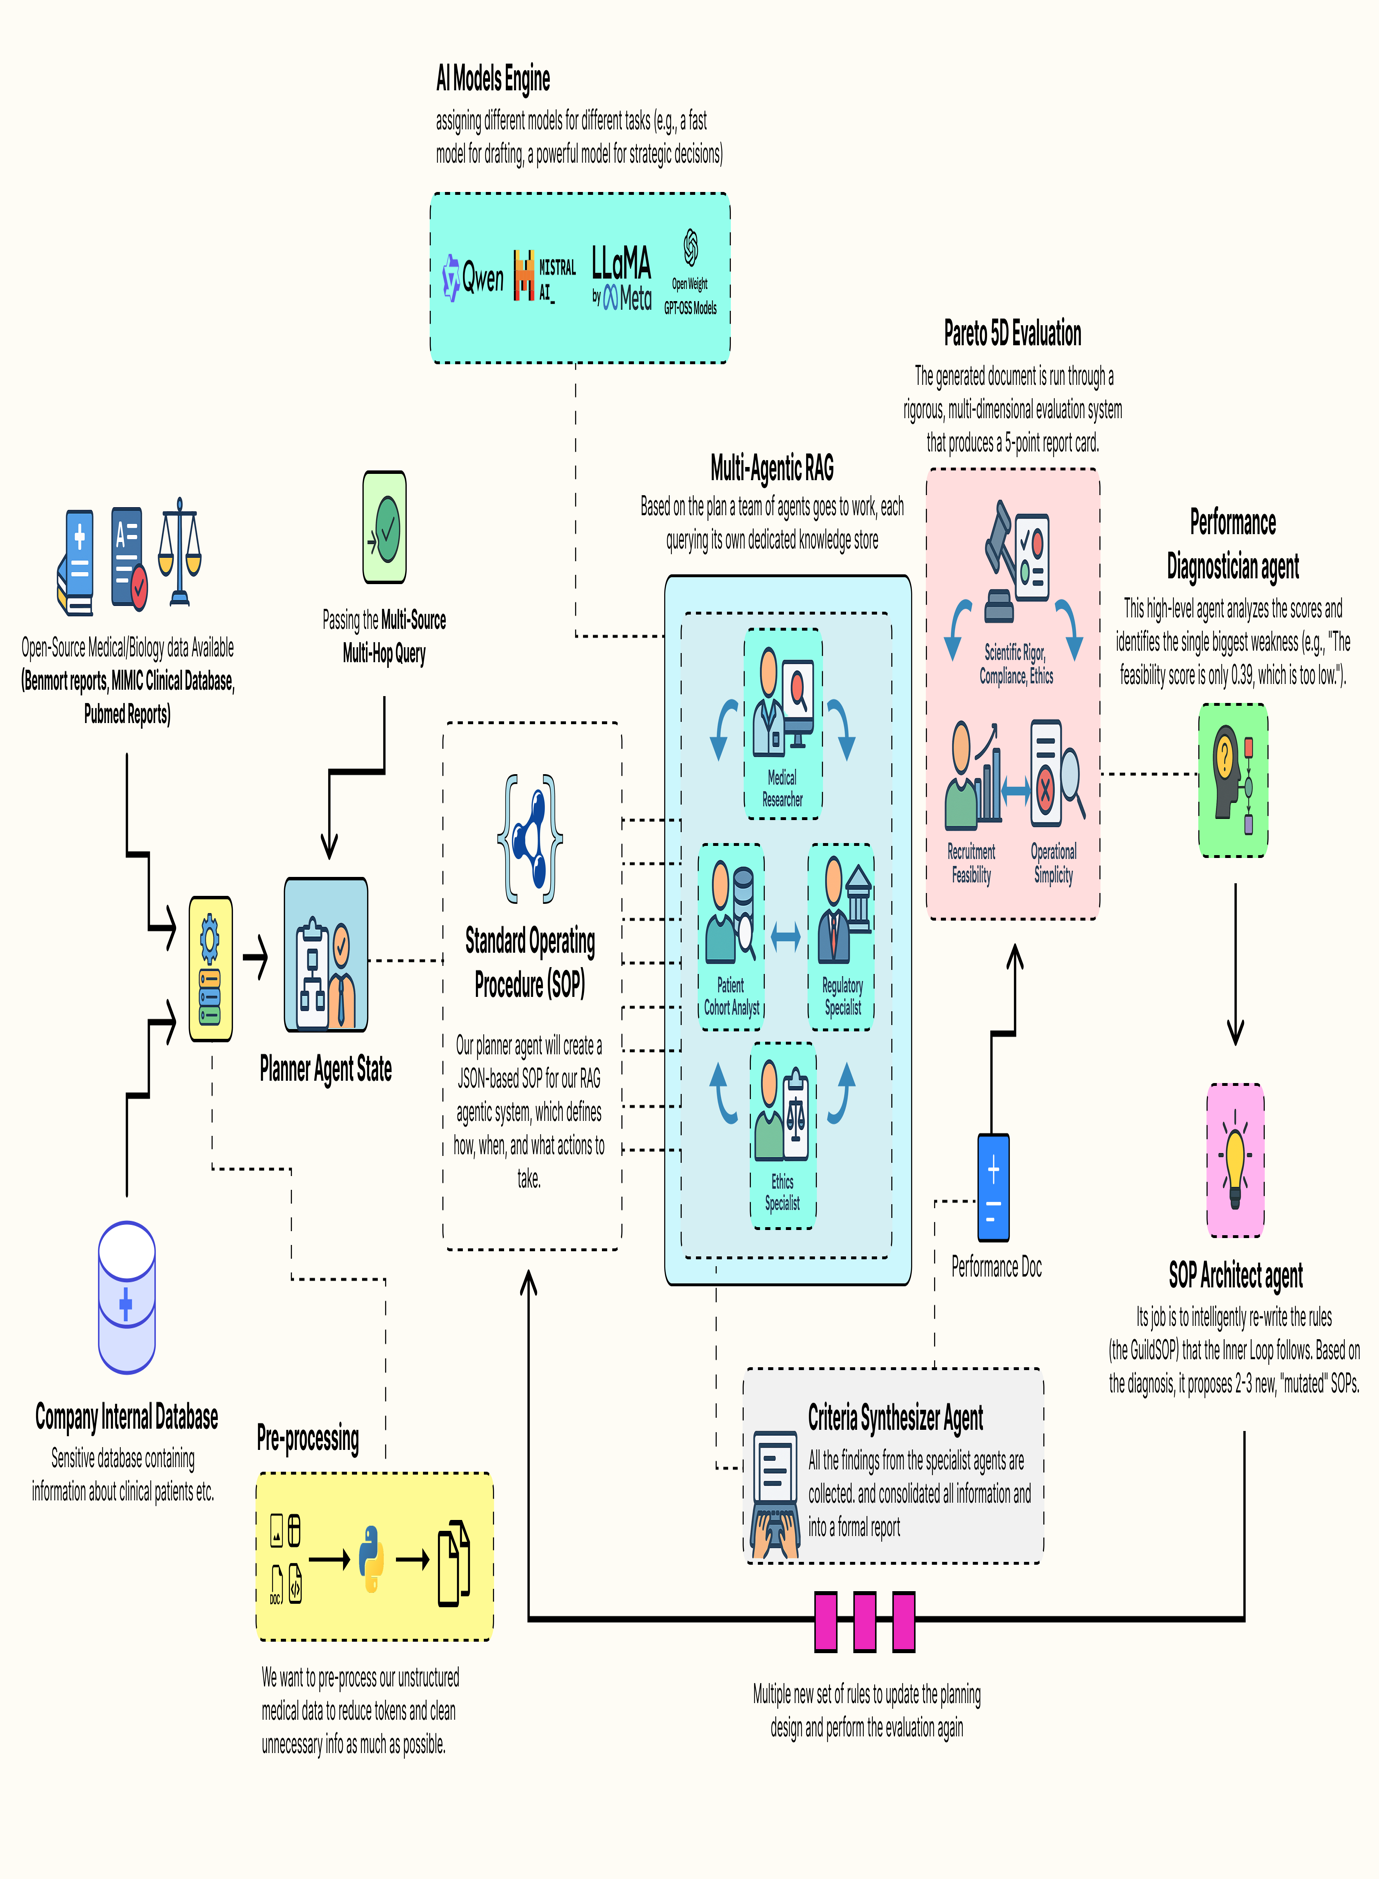 AI Models Engine
assigning different models for different tasks (e.g., a fast
model for drafting, a powerful model for strategic decisions)
Qwen
MISTRAL
AI_
LLaMA
by Meta
Open Weight
GPT-OSS Models
Pareto 5D Evaluation
The generated document is run through a
rigorous, multi-dimensional evaluation system
that produces a 5-point report card.
Multi-Agentic RAG
Based on the plan a team of agents goes to work, each
querying its own dedicated knowledge store
Performance
Diagnostician agent
This high-level agent analyzes the scores and
identifies the single biggest weakness (e.g., "The
feasibility score is only 0.39, which is too low.").
A
Open-Source Medical/Biology data Available
(Benmort reports, MIMIC Clinical Database,
Pubmed Reports)
Passing the Multi-Source
Multi-Hop Query
Scientific Rigor,
Compliance, Ethics
Recruitment
Feasibility
Operational
Simplicity
Medical
Researcher
Patient
Cohort Analyst
Regulatory
Specialist
Ethics
Specialist
Standard Operating
Procedure (SOP)
Our planner agent will create a
JSON-based SOP for our RAG
agentic system, which defines
how, when, and what actions to
take.
Planner Agent State
Performance Doc
SOP Architect agent
Its job is to intelligently re-write the rules
(the GuildSOP) that the Inner Loop follows. Based on
the diagnosis, it proposes 2-3 new, "mutated" SOPs.
Company Internal Database
Sensitive database containing
information about clinical patients etc.
Pre-processing
DOC
We want to pre-process our unstructured
medical data to reduce tokens and clean
unnecessary info as much as possible.
Criteria Synthesizer Agent
All the findings from the specialist agents are
collected. and consolidated all information and
into a formal report
Multiple new set of rules to update the planning
design and perform the evaluation again